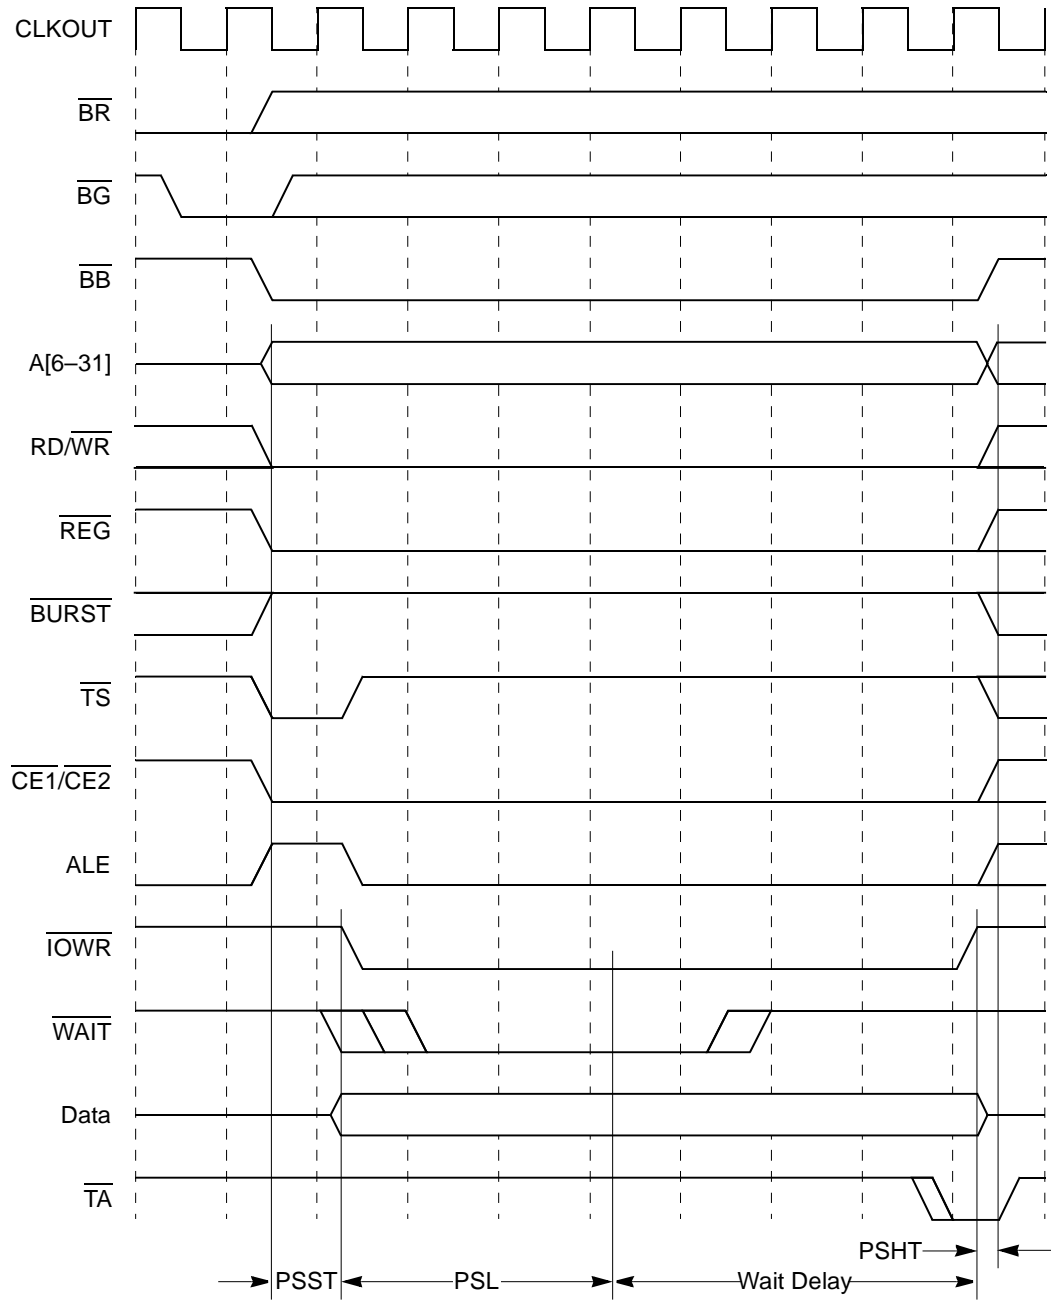 CLKOUT
BR
BG
BB
A[6–31]
RD/WR
REG
BURST
TS
CE1/CE2
ALE
IOWR
WAIT
Data
TA
PSHT
PSST
PSL
Wait Delay